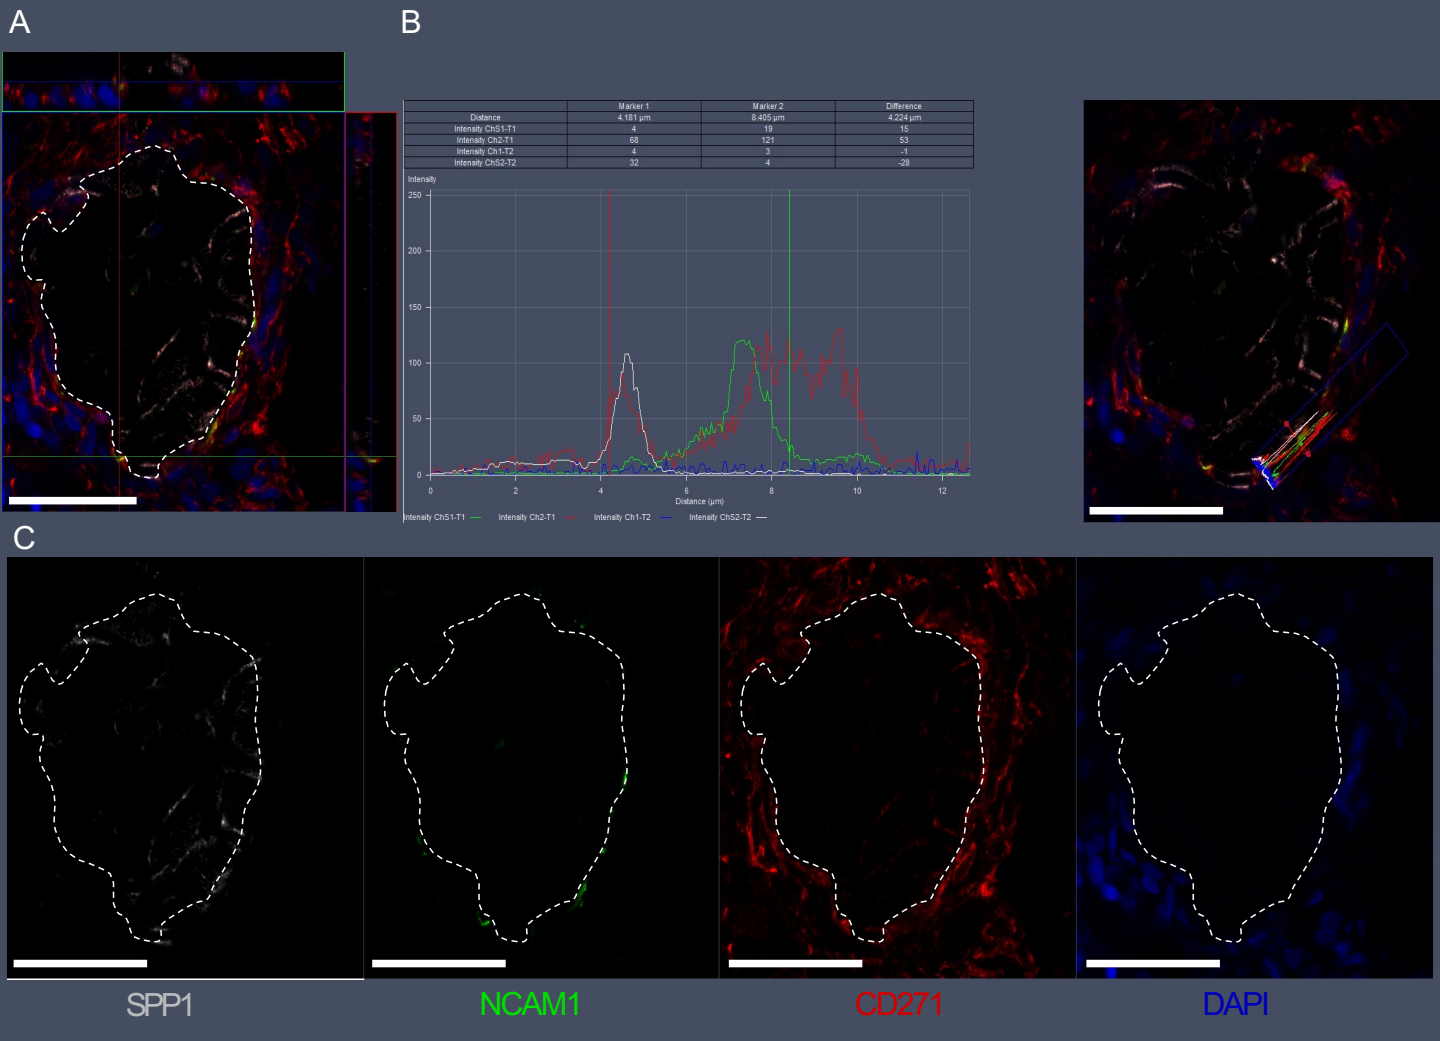 A
B
Marker 1 Marker 2 Difference
Distance 4.181 µm 8.405 µm 4.224 µm
Intensity ChS1-T1 4 19 15
Intensity Ch2-T1 68 121 53
Intensity Ch1-T2 4 3 -1
Intensity ChS2-T2 32 4 -28
Intensity
250
200
150
100
50
0
0 2 4 6 8 10 12
Distance (µm)
Intensity ChS1-T1 Intensity Ch2-T1 Intensity Ch1-T2 Intensity ChS2-T2
C
SPP1 NCAM1 CD271 DAPI